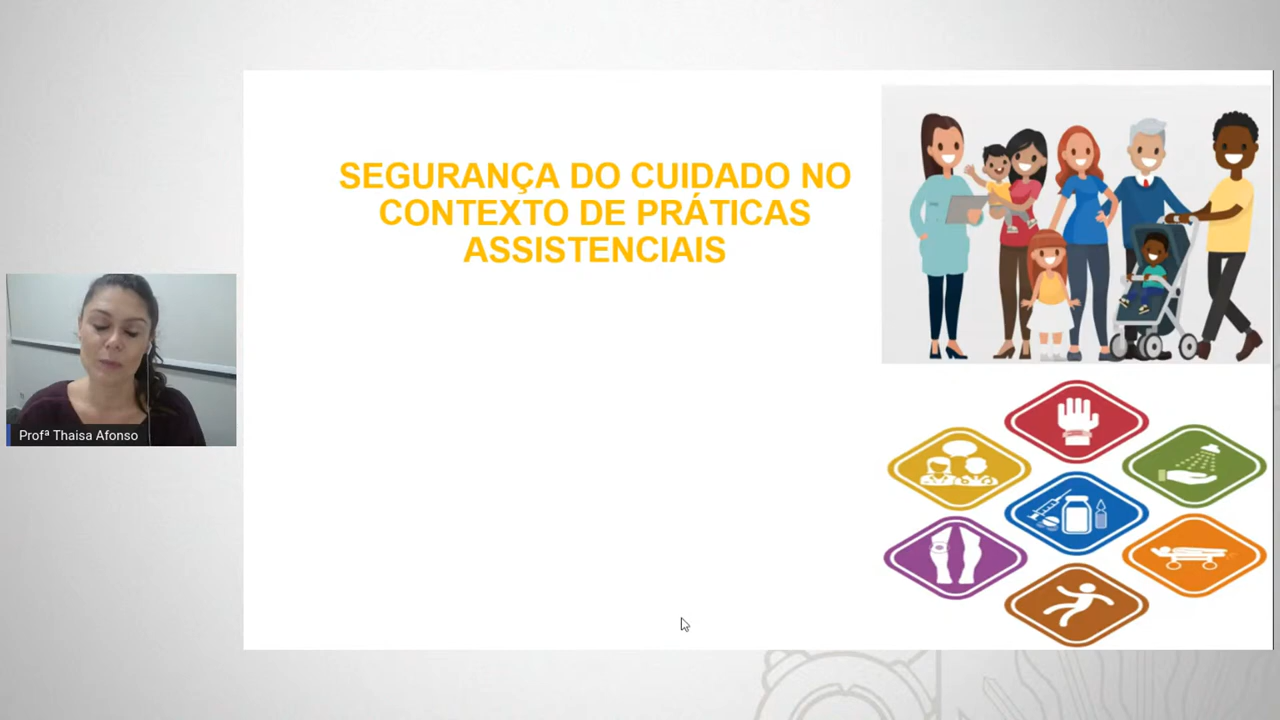 SEGURANÇA DO CUIDADO NO
CONTEXTO DE PRÁTICAS
ASSISTENCIAIS
Profª Thaisa Afonso